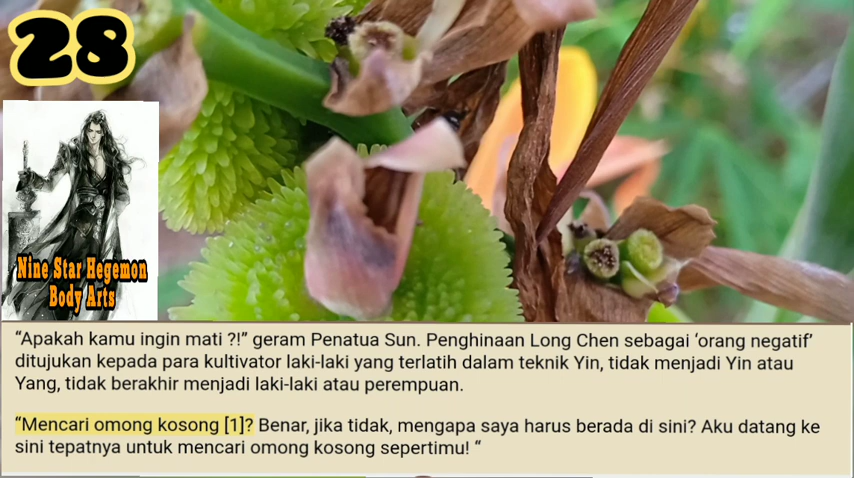 28
Nine Star Hegemon
Body Arts
“Apakah kamu ingin mati ?!” geram Penatua Sun. Penghinaan Long Chen sebagai ‘orang negatif’
ditujukan kepada para kultivator laki-laki yang terlatih dalam teknik Yin, tidak menjadi Yin atau
Yang, tidak berakhir menjadi laki-laki atau perempuan.
“Mencari omong kosong [1]? Benar, jika tidak, mengapa saya harus berada di sini? Aku datang ke
sini tepatnya untuk mencari omong kosong sepertimu! “